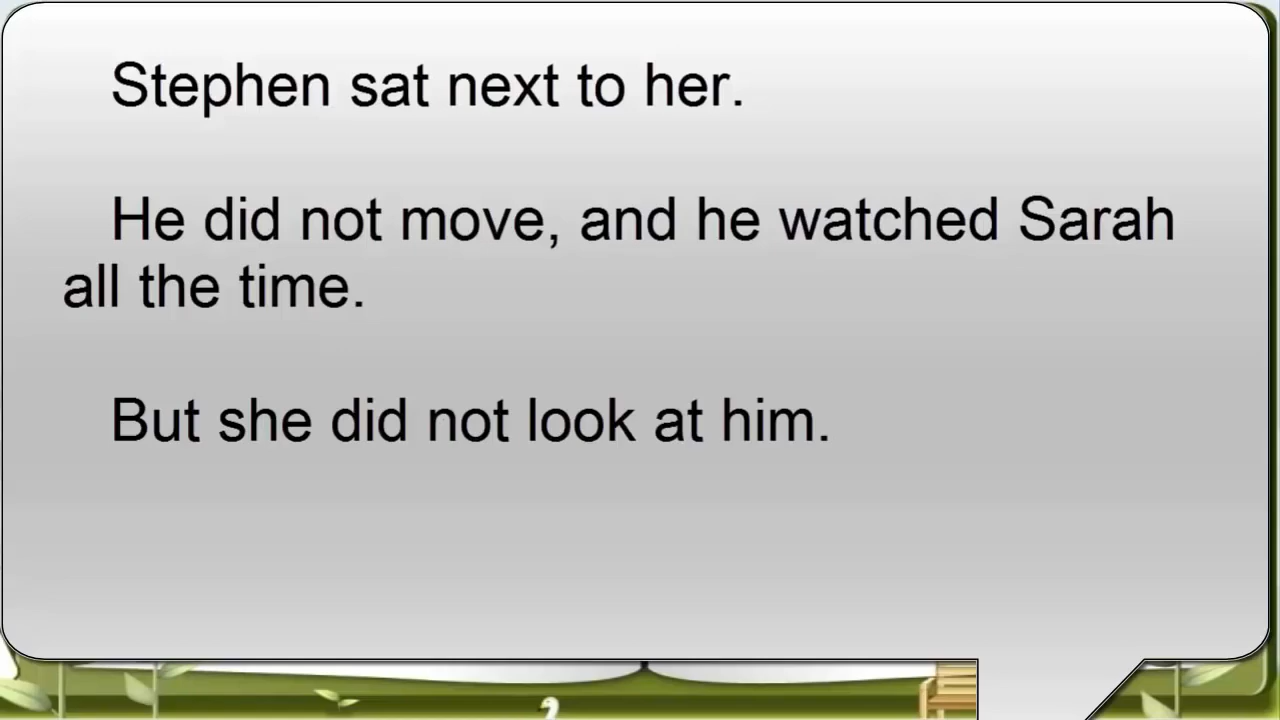 Stephen sat next to her.
He did not move, and he watched Sarah
all the time.
But she did not look at him.